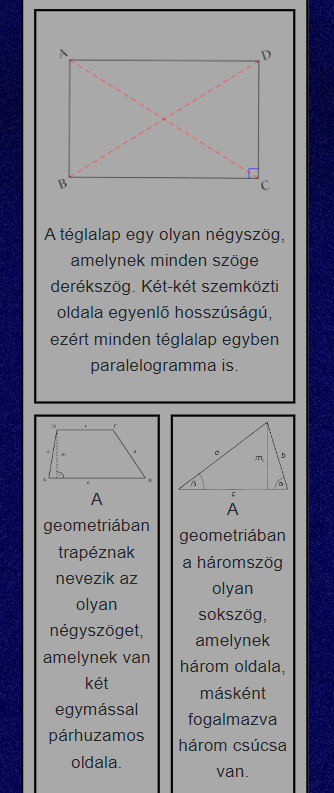 A D
B C
A téglalap egy olyan négyszög,
amelynek minden szöge
derékszög. Két-két szemközti
oldala egyenlő hosszúságú,
ezért minden téglalap egyben
paralelogramma is.
A
geometriában
trapéznak
nevezik az
olyan
négyszöget,
amelynek van
két
egymással
párhuzamos
oldala.
a b
c
A
geometriában
a háromszög
olyan
sokszög,
amelynek
három oldala,
másként
fogalmazva
három csúcsa
van.